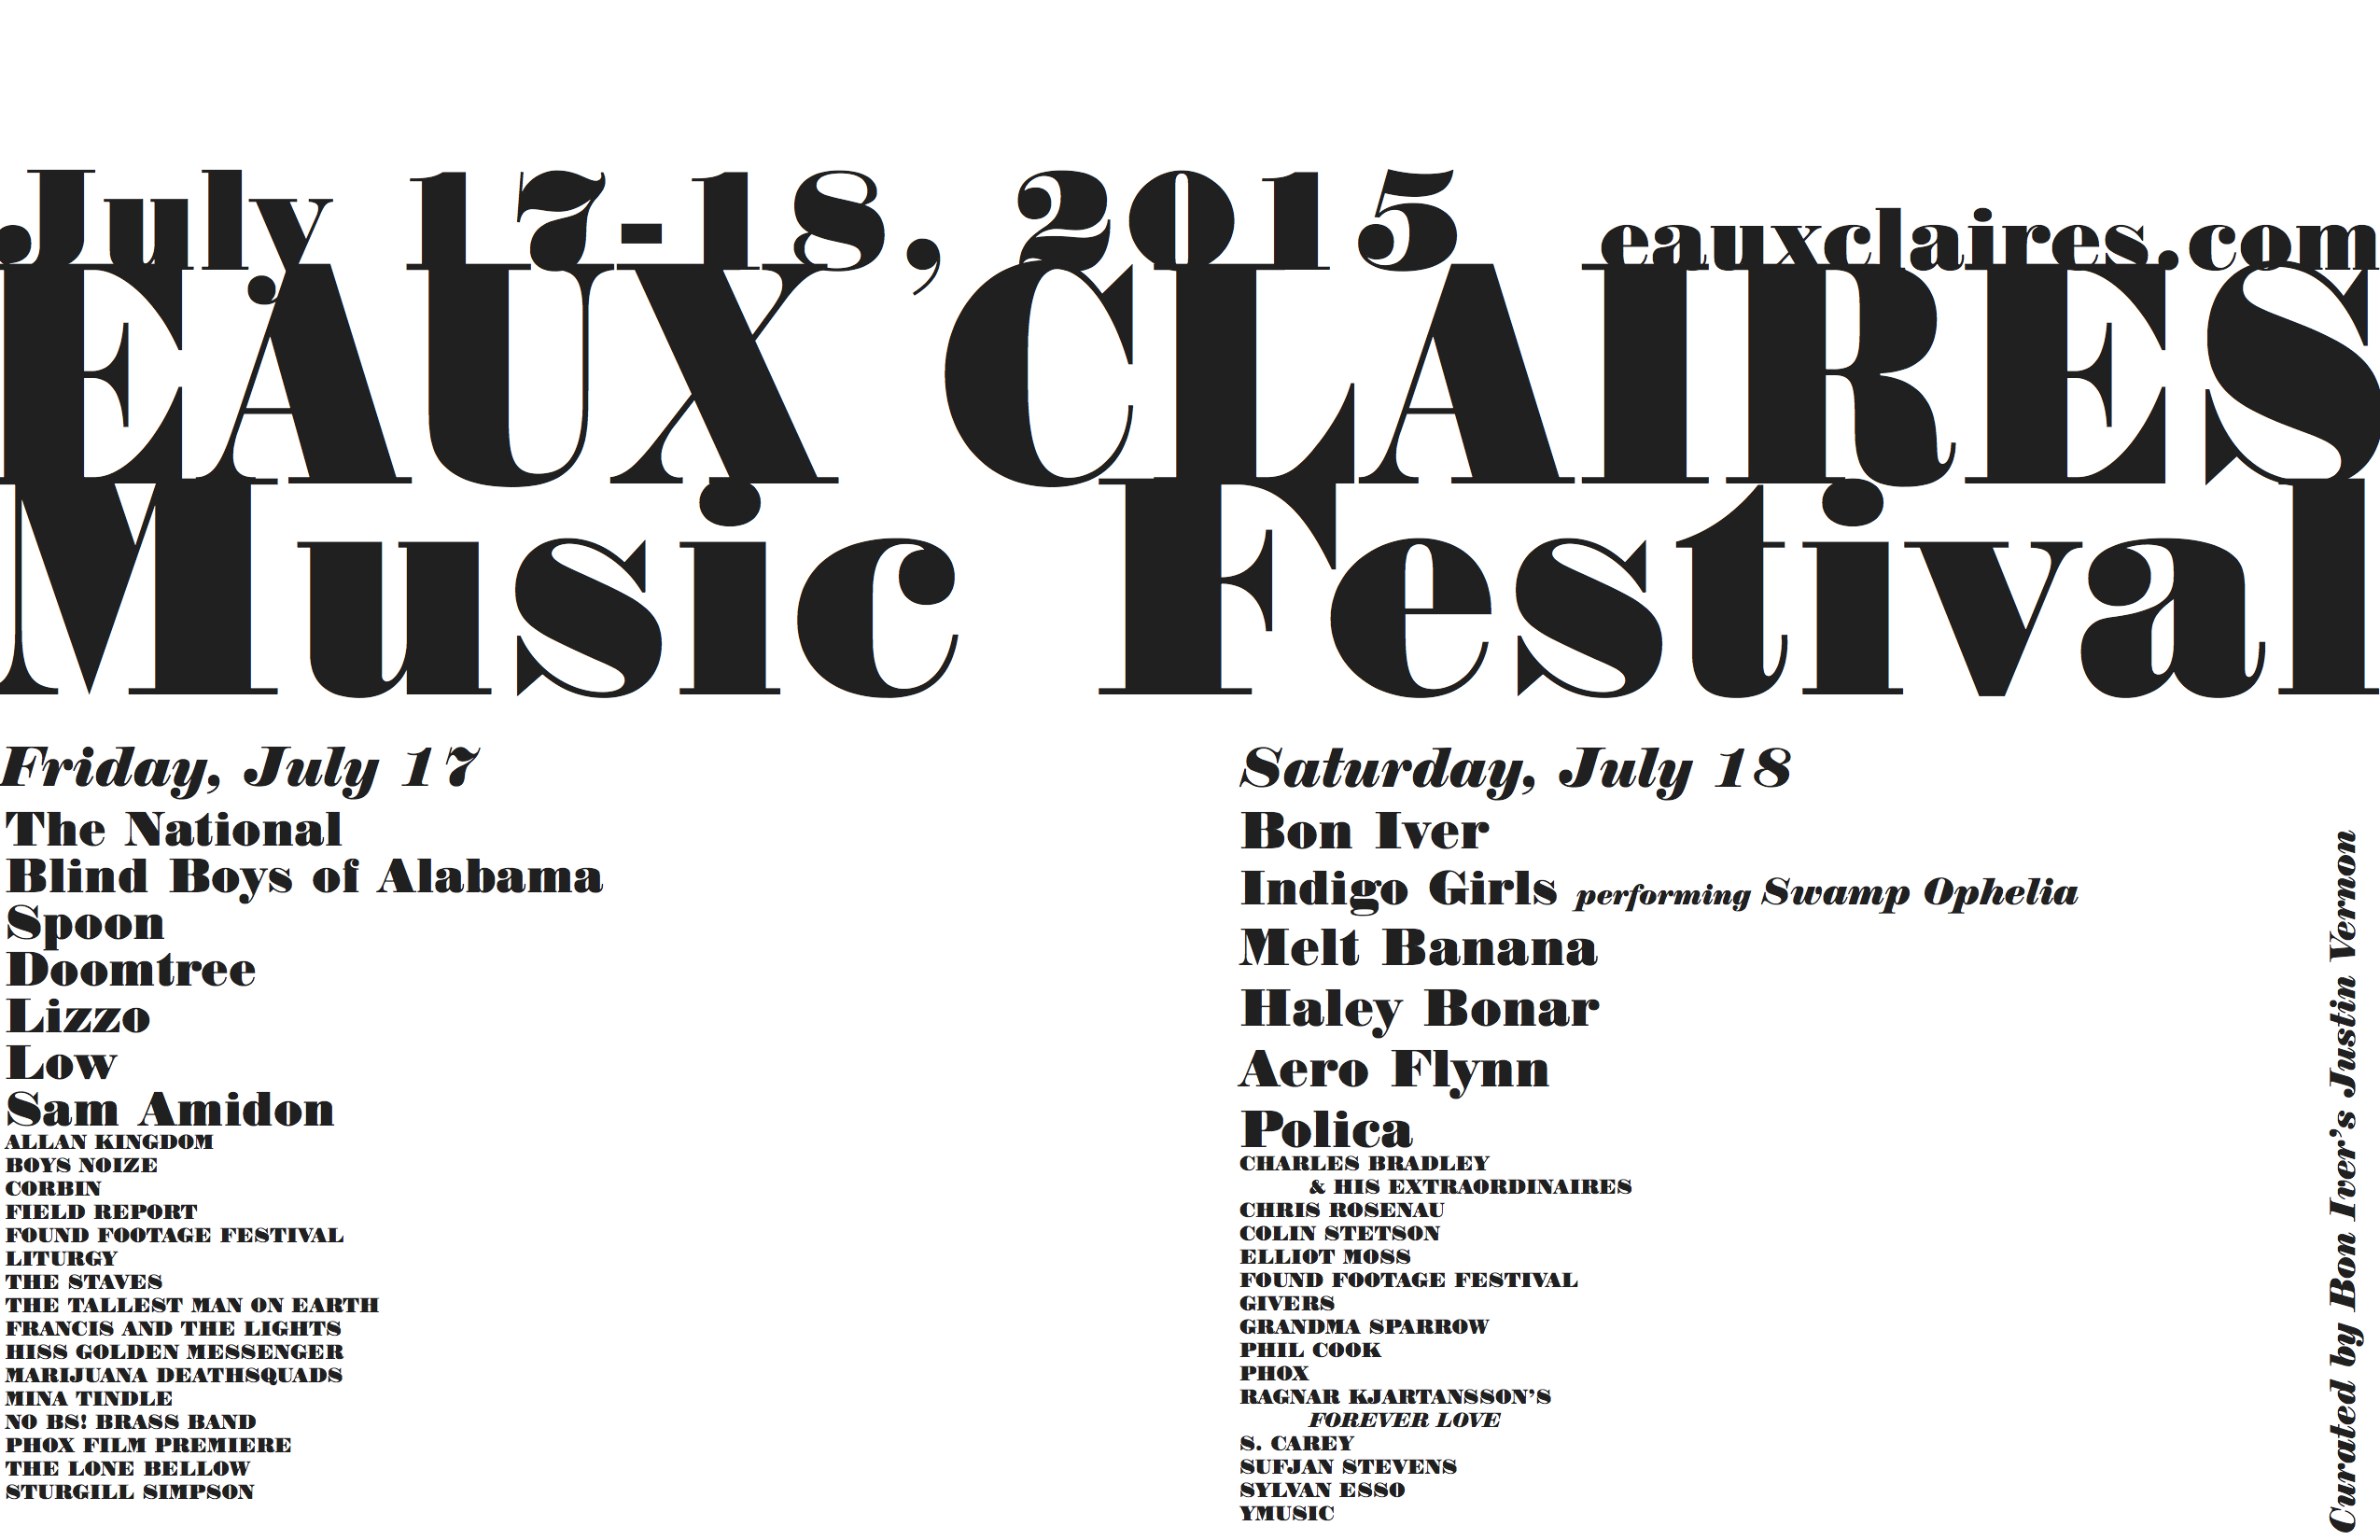 July 17-18, 2015 eauxclaires.com
EAUX CLAIRES
Music Festival
Friday, July 17
The National
Blind Boys of Alabama
Spoon
Doomtree
Lizzo
Low
Sam Amidon
ALLAN KINGDOM
BOYS NOIZE
CORBIN
FIELD REPORT
FOUND FOOTAGE FESTIVAL
LITURGY
THE STAVES
THE TALLEST MAN ON EARTH
FRANCIS AND THE LIGHTS
HISS GOLDEN MESSENGER
MARIJUANA DEATHSQUADS
MINA TINDLE
NO BS! BRASS BAND
PHOX FILM PREMIERE
THE LONE BELLOW
STURGILL SIMPSON
Saturday, July 18
Bon Iver
Indigo Girls performing Swamp Ophelia
Melt Banana
Haley Bonar
Aero Flynn
Polica
CHARLES BRADLEY
& HIS EXTRAORDINAIRES
CHRIS ROSENAU
COLIN STETSON
ELLIOT MOSS
FOUND FOOTAGE FESTIVAL
GIVERS
GRANDMA SPARROW
PHIL COOK
PHOX
RAGNAR KJARTANSSON'S
FOREVER LOVE
S. CAREY
SUFJAN STEVENS
SYLVAN ESSO
YMUSIC
Curated by Bon Iver's Justin Vernon